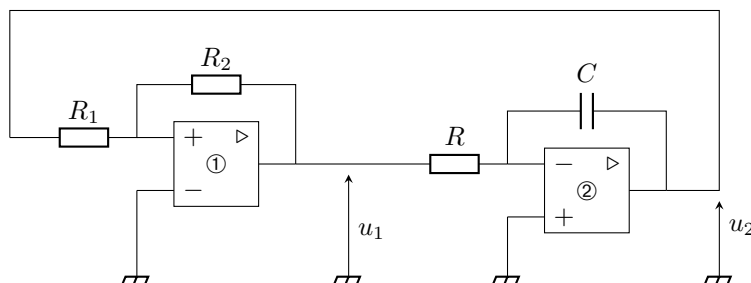 R₂
C
R₁
+ ▷
R
①
− ▷
−
②
u₁
+
u₂